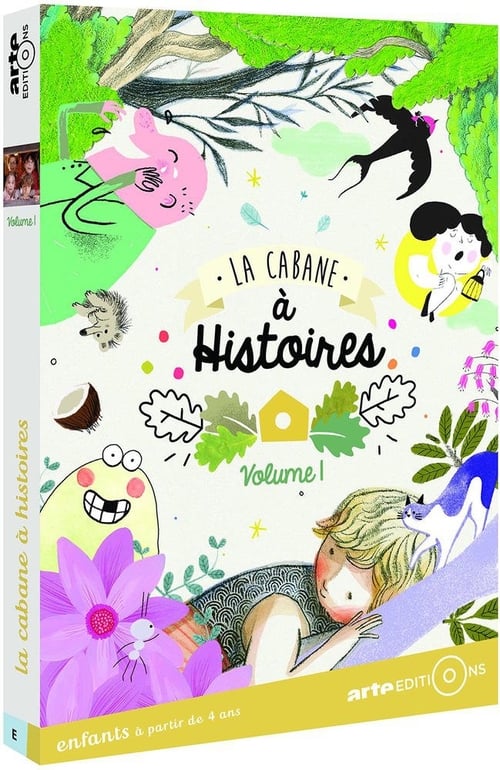 arte
EDITIONS
Volume 1
la cabane à histoires
E
· LA CABANE ·
à
Histoires
Volume 1
enfants à partir de 4 ans
arte EDITIONS